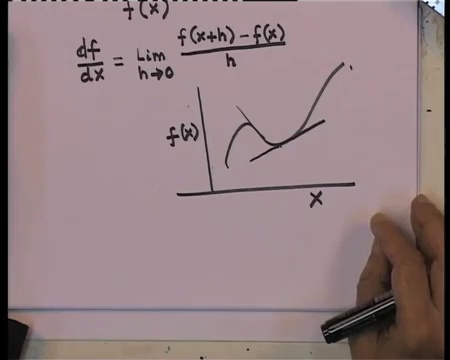 f(x)
df/dx = Lim h→0 f(x+h) - f(x) / h
f(x)
x